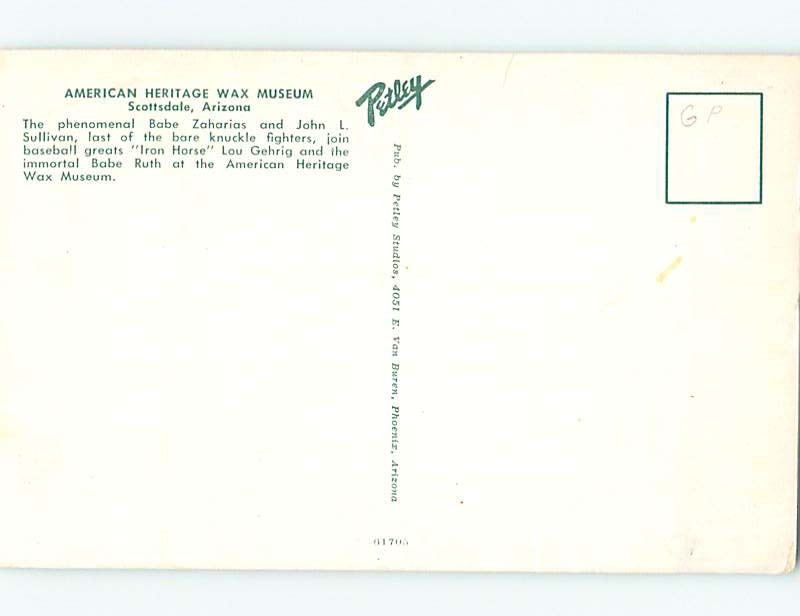 AMERICAN HERITAGE WAX MUSEUM
Scottsdale, Arizona
The phenomenal Babe Zaharias and John L.
Sullivan, last of the bare knuckle fighters, join
baseball greats "Iron Horse" Lou Gehrig and the
immortal Babe Ruth at the American Heritage
Wax Museum.
Petley
Pub. by Petley Studios, 4051 E. Van Buren, Phoenix, Arizona
61705
GP